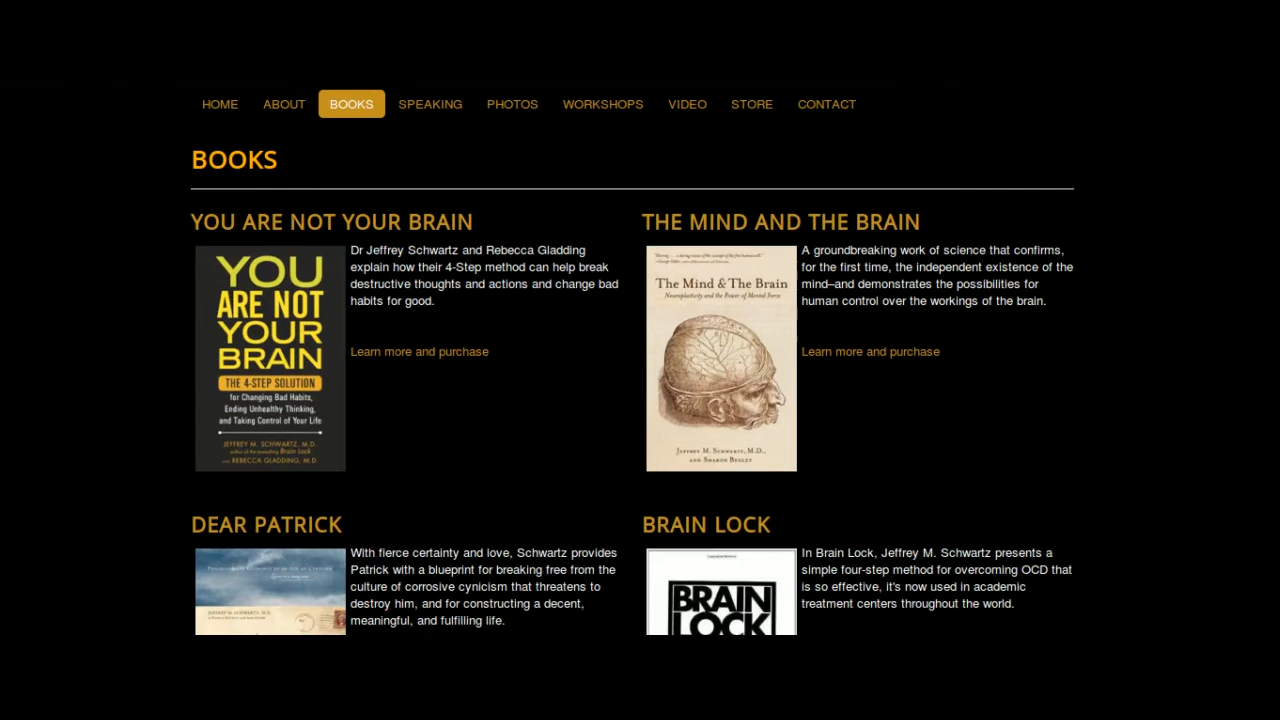 HOME ABOUT BOOKS SPEAKING PHOTOS WORKSHOPS VIDEO STORE CONTACT
BOOKS
YOU ARE NOT YOUR BRAIN
YOU
ARE NOT
YOUR
BRAIN
THE 4-STEP SOLUTION
for Changing Bad Habits,
Ending Unhealthy Thinking,
and Taking Control of Your Life
JEFFREY M. SCHWARTZ, M.D.
author of the bestselling Brain Lock
and REBECCA GLADDING, M.D.
Dr Jeffrey Schwartz and Rebecca Gladding
explain how their 4-Step method can help break
destructive thoughts and actions and change bad
habits for good.
Learn more and purchase
THE MIND AND THE BRAIN
The Mind & The Brain
Neuroplasticity and the Power of Mental Force
Jeffrey M. Schwartz, M.D.,
and Sharon Begley
A groundbreaking work of science that confirms,
for the first time, the independent existence of the
mind–and demonstrates the possibilities for
human control over the workings of the brain.
Learn more and purchase
DEAR PATRICK
JEFFREY M. SCHWARTZ, M.D.
With fierce certainty and love, Schwartz provides
Patrick with a blueprint for breaking free from the
culture of corrosive cynicism that threatens to
destroy him, and for constructing a decent,
meaningful, and fulfilling life.
BRAIN LOCK
BRAIN
LOCK
In Brain Lock, Jeffrey M. Schwartz presents a
simple four-step method for overcoming OCD that
is so effective, it's now used in academic
treatment centers throughout the world.